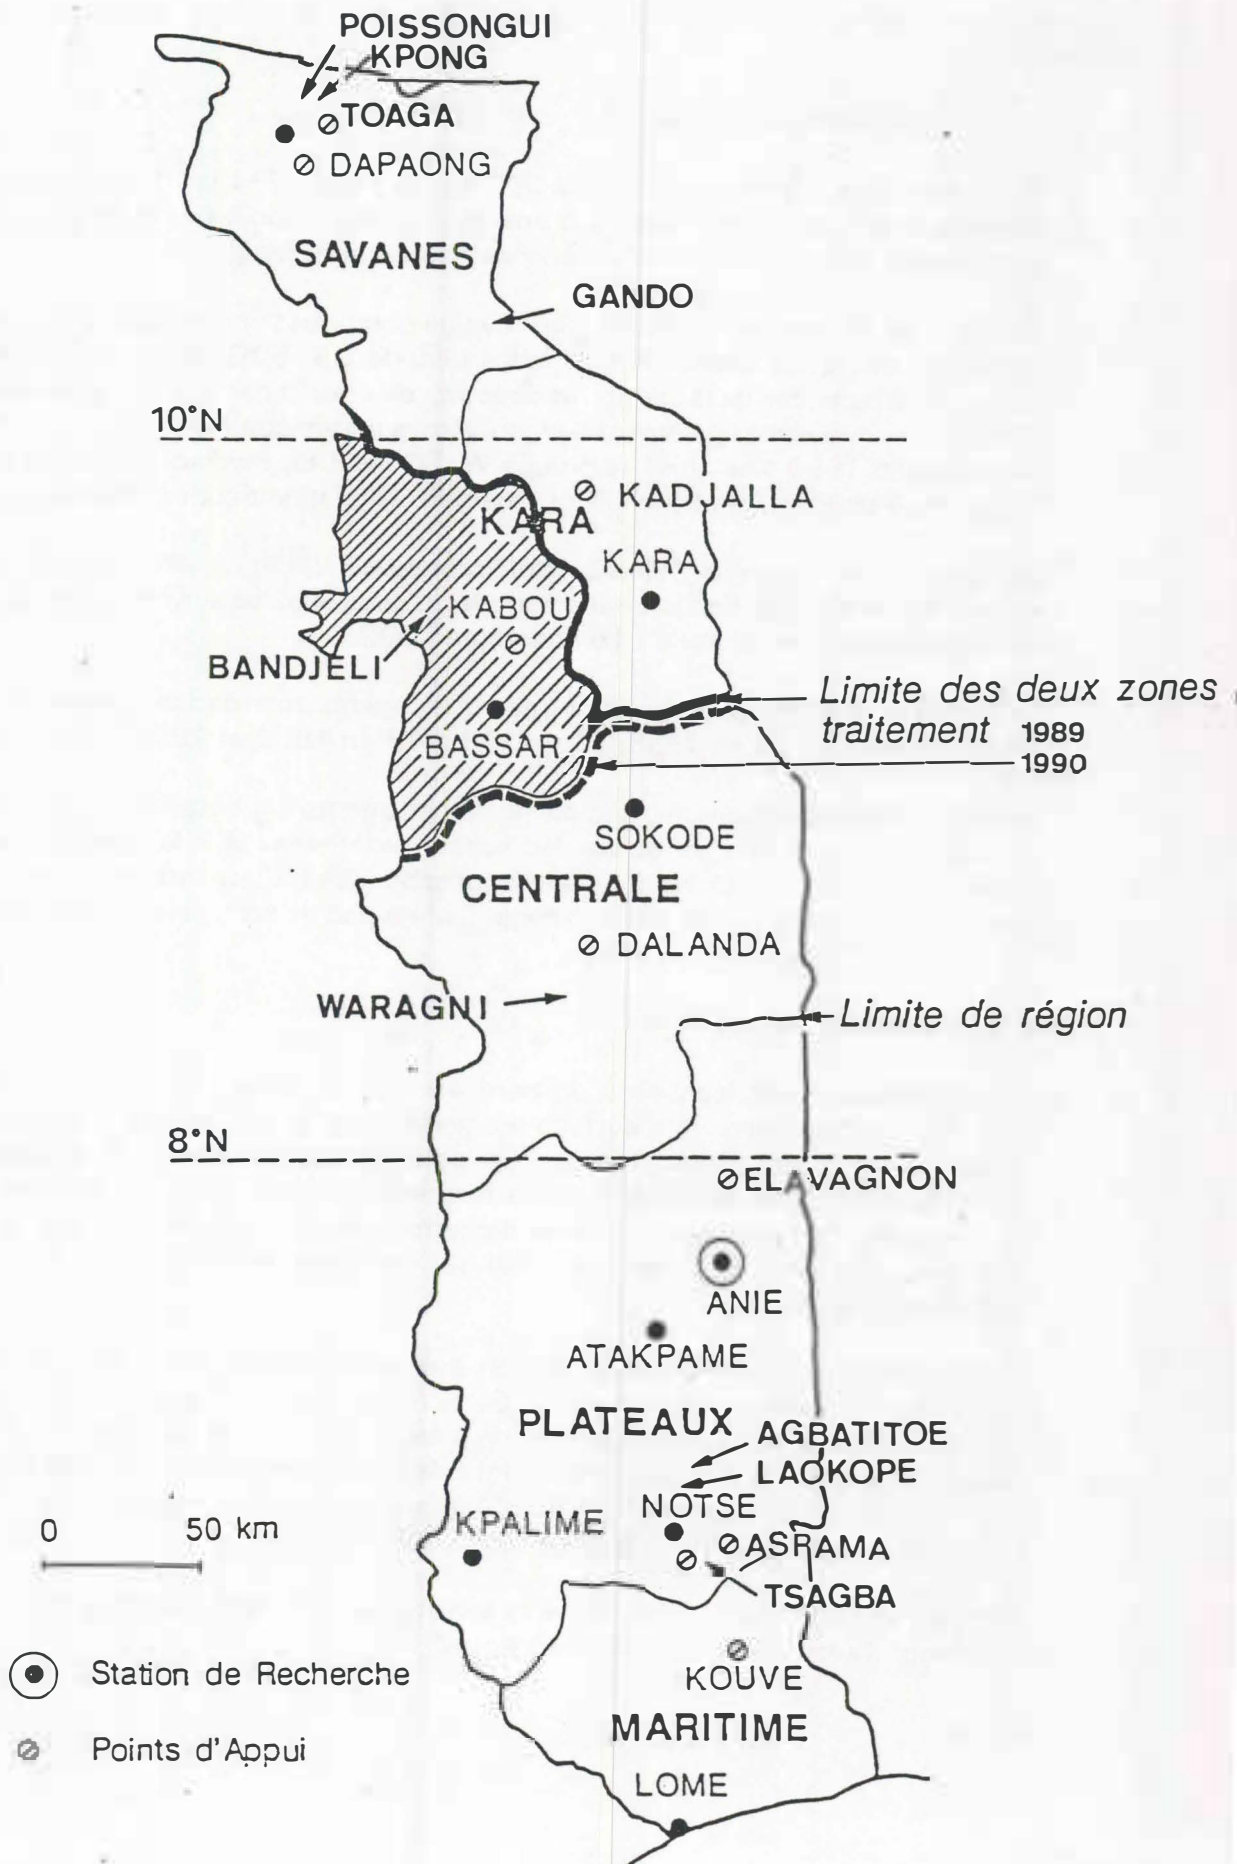 POISSONGUI
KPONG
TOAGA
DAPAONG
SAVANES
GANDO
10°N
KADJALLA
KARA
KARA
KABOU
BANDJELI
Limite des deux zones
traitement 1989
1990
BASSAR
SOKODE
CENTRALE
DALANDA
WARAGNI
Limite de région
8°N
ELAVAGNON
ANIE
ATAKPAME
PLATEAUX
AGBATITOE
LAOKOPE
NOTSE
KPALIME
0 50 km
ASRAMA
TSAGBA
KOUVE
Station de Recherche
MARITIME
Points d'Appui
LOME